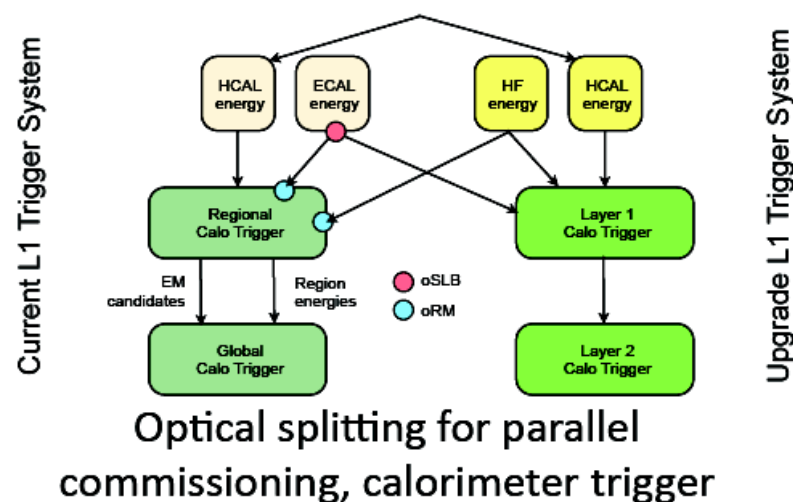 Current L1 Trigger System
HCAL
energy
ECAL
energy
HF
energy
HCAL
energy
Upgrade L1 Trigger System
Regional
Calo Trigger
Layer 1
Calo Trigger
EM
candidates
Region
energies
oSLB
oRM
Global
Calo Trigger
Layer 2
Calo Trigger
Optical splitting for parallel
commissioning, calorimeter trigger